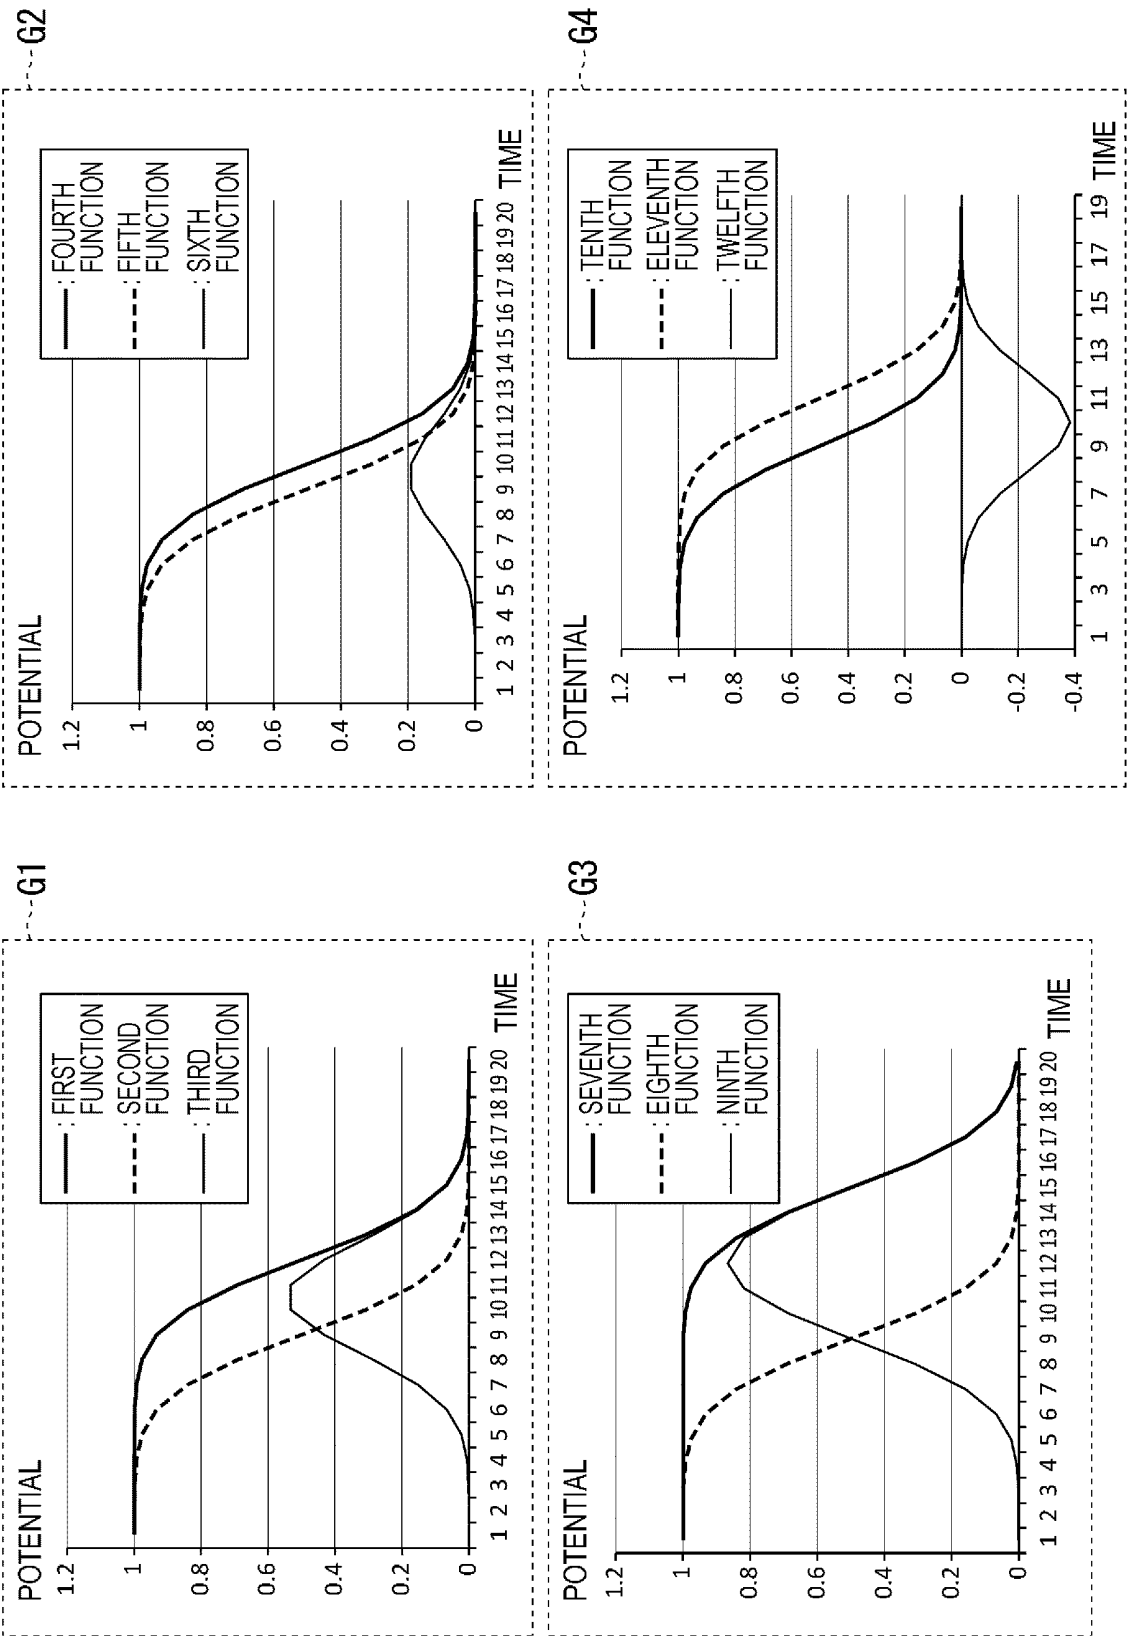 G1
POTENTIAL
: FIRST
FUNCTION
: SECOND
FUNCTION
: THIRD
FUNCTION
1.2
1
0.8
0.6
0.4
0.2
0
1 2 3 4 5 6 7 8 9 10 11 12 13 14 15 16 17 18 19 20
TIME
G2
POTENTIAL
: FOURTH
FUNCTION
: FIFTH
FUNCTION
: SIXTH
FUNCTION
1.2
1
0.8
0.6
0.4
0.2
0
1 2 3 4 5 6 7 8 9 10 11 12 13 14 15 16 17 18 19 20
TIME
G3
POTENTIAL
: SEVENTH
FUNCTION
: EIGHTH
FUNCTION
: NINTH
FUNCTION
1.2
1
0.8
0.6
0.4
0.2
0
1 2 3 4 5 6 7 8 9 10 11 12 13 14 15 16 17 18 19 20
TIME
G4
POTENTIAL
: TENTH
FUNCTION
: ELEVENTH
FUNCTION
: TWELFTH
FUNCTION
1.2
1
0.8
0.6
0.4
0.2
0
-0.2
-0.4
1 3 5 7 9 11 13 15 17 19
TIME